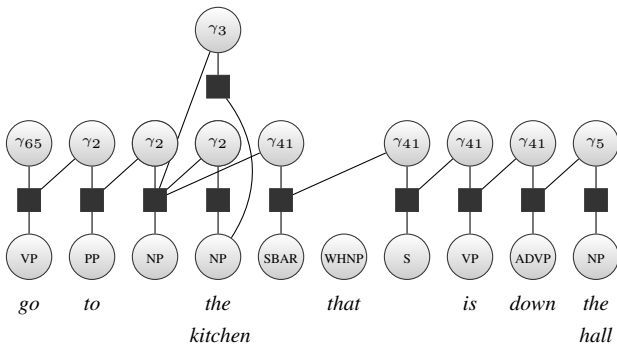 γ3
γ65 γ2 γ2 γ2 γ41 γ41 γ41 γ41 γ5
VP PP NP NP SBAR WHNP S VP ADVP NP
go to the that is down the
kitchen hall